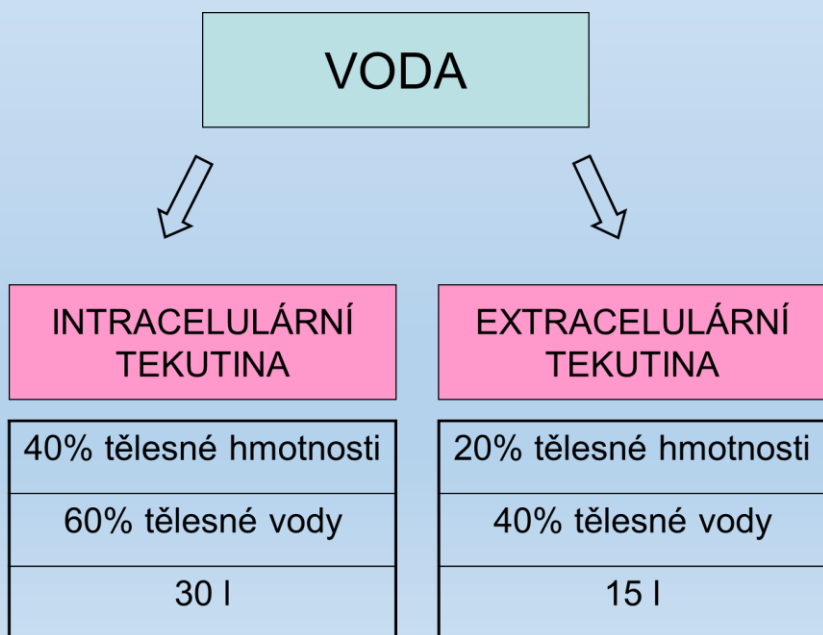 VODA
INTRACELULÁRNÍ
TEKUTINA
40% tělesné hmotnosti
60% tělesné vody
30 l
EXTRACELULÁRNÍ
TEKUTINA
20% tělesné hmotnosti
40% tělesné vody
15 l